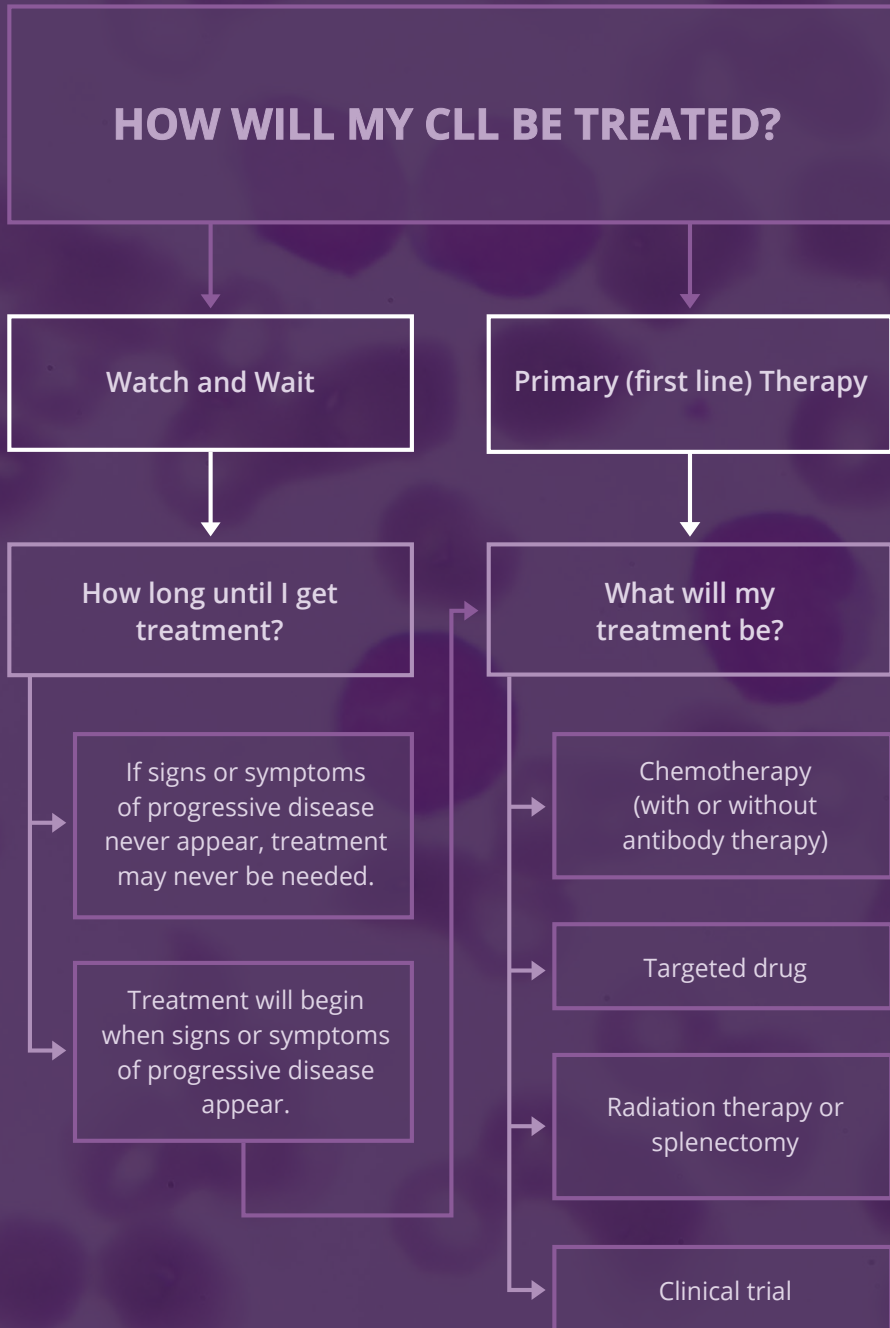 HOW WILL MY CLL BE TREATED?
Watch and Wait
How long until I get
treatment?
If signs or symptoms
of progressive disease
never appear, treatment
may never be needed.
Treatment will begin
when signs or symptoms
of progressive disease
appear.
Primary (first line) Therapy
What will my
treatment be?
Chemotherapy
(with or without
antibody therapy)
Targeted drug
Radiation therapy or
splenectomy
Clinical trial